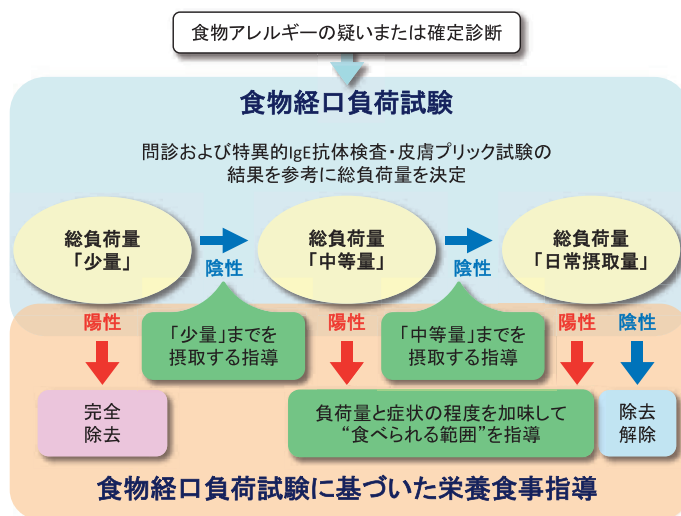 食物アレルギーの疑いまたは確定診断
食物経口負荷試験
問診および特異的IgE抗体検査・皮膚プリック試験の
結果を参考に総負荷量を決定
総負荷量
「少量」
陰性
総負荷量
「中等量」
陰性
総負荷量
「日常摂取量」
陽性
「少量」までを
摂取する指導
陽性
「中等量」までを
摂取する指導
陽性
陰性
完全
除去
負荷量と症状の程度を加味して
“食べられる範囲”を指導
除去
解除
食物経口負荷試験に基づいた栄養食事指導